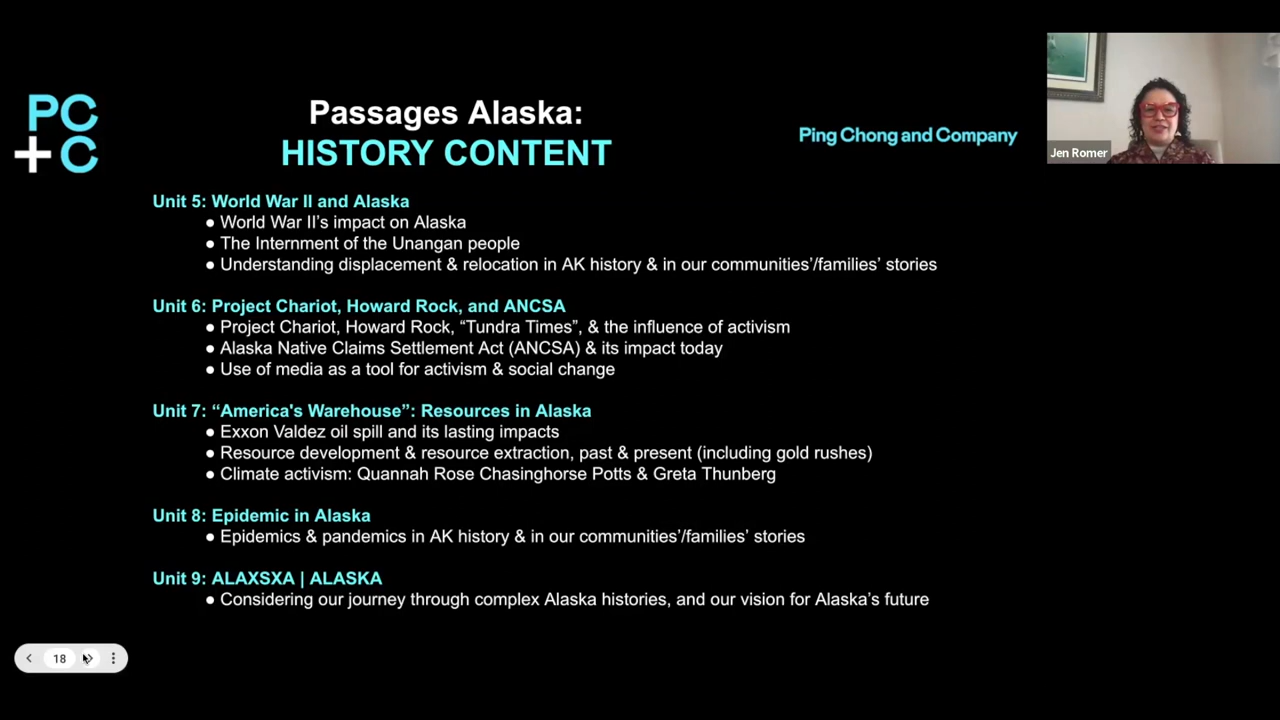 PC
+C
Passages Alaska:
HISTORY CONTENT
Ping Chong and Company
Jen Romer
Unit 5: World War II and Alaska
● World War II’s impact on Alaska
● The Internment of the Unangan people
● Understanding displacement & relocation in AK history & in our communities’/families’ stories
Unit 6: Project Chariot, Howard Rock, and ANCSA
● Project Chariot, Howard Rock, “Tundra Times”, & the influence of activism
● Alaska Native Claims Settlement Act (ANCSA) & its impact today
● Use of media as a tool for activism & social change
Unit 7: “America's Warehouse”: Resources in Alaska
● Exxon Valdez oil spill and its lasting impacts
● Resource development & resource extraction, past & present (including gold rushes)
● Climate activism: Quannah Rose Chasinghorse Potts & Greta Thunberg
Unit 8: Epidemic in Alaska
● Epidemics & pandemics in AK history & in our communities’/families’ stories
Unit 9: ALAXSXA | ALASKA
● Considering our journey through complex Alaska histories, and our vision for Alaska’s future
18